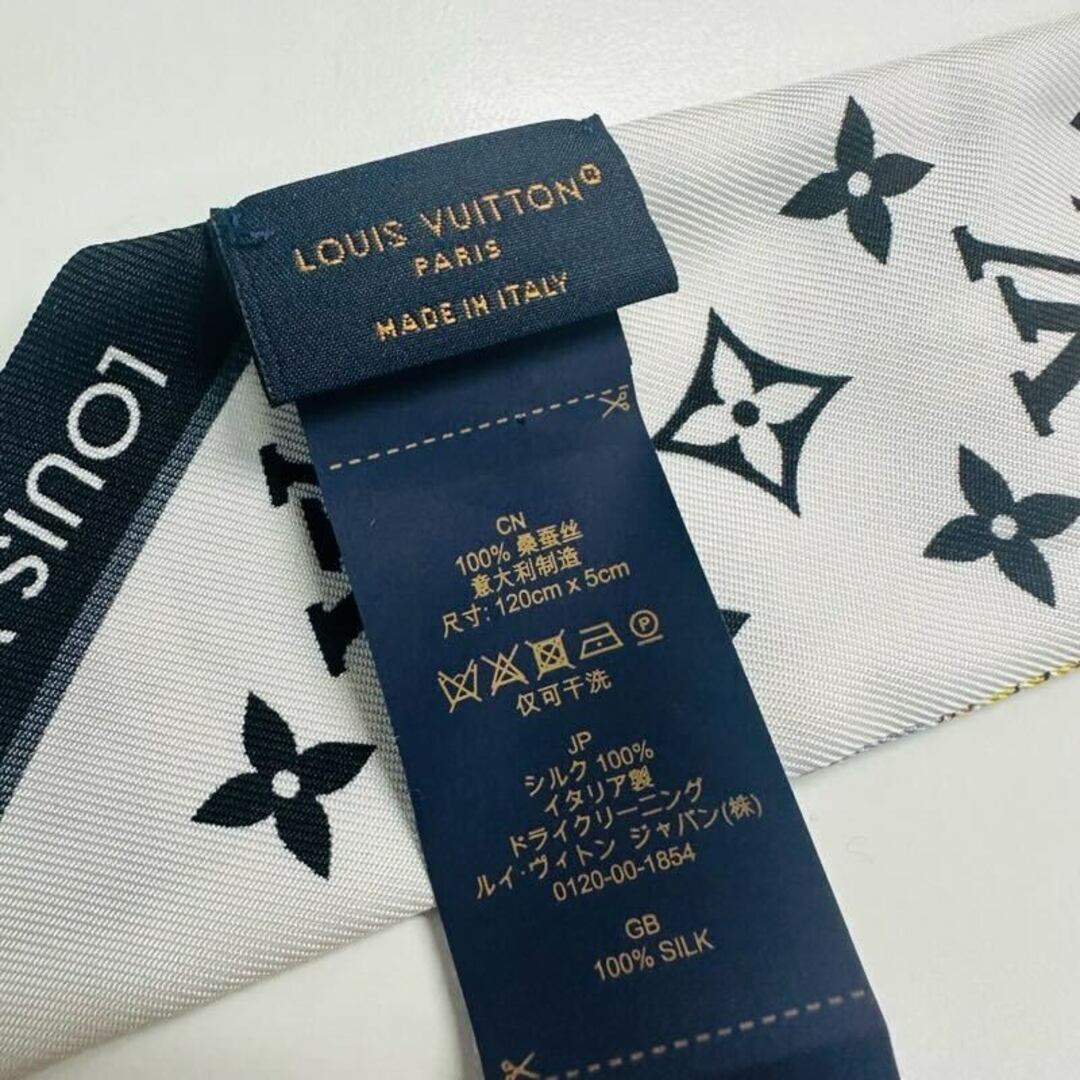 LOUIS VUITTON®
PARIS
MADE IN ITALY
LOUIS
CN
100% 桑蚕丝
意大利制造
尺寸: 120cm x 5cm
P
仅可干洗
JP
シルク 100%
イタリア製
ドライクリーニング
ルイ・ヴィトン ジャパン(株)
0120-00-1854
GB
100% SILK